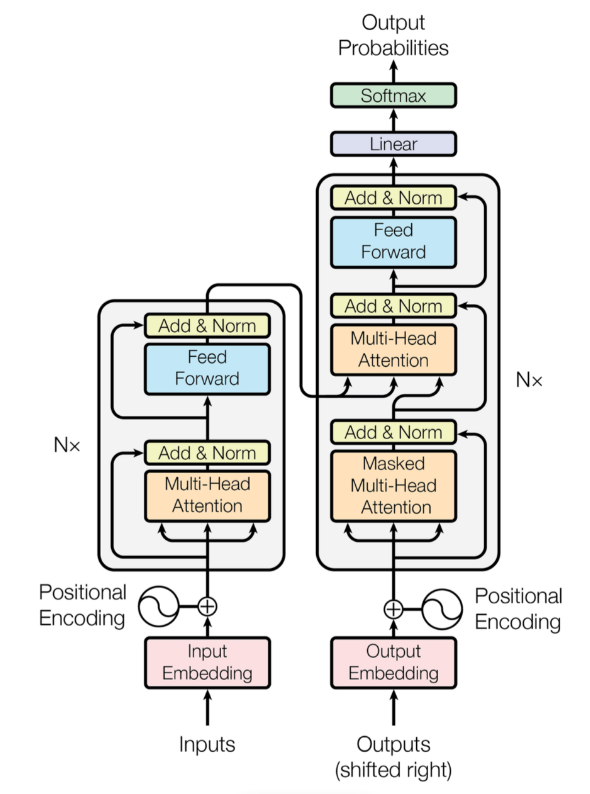 Output
Probabilities
Softmax
Linear
Add & Norm
Feed
Forward
Add & Norm
Multi-Head
Attention
Add & Norm
Masked
Multi-Head
Attention
Nx
Add & Norm
Feed
Forward
Add & Norm
Multi-Head
Attention
Nx
Positional
Encoding
Positional
Encoding
Input
Embedding
Output
Embedding
Inputs
Outputs
(shifted right)